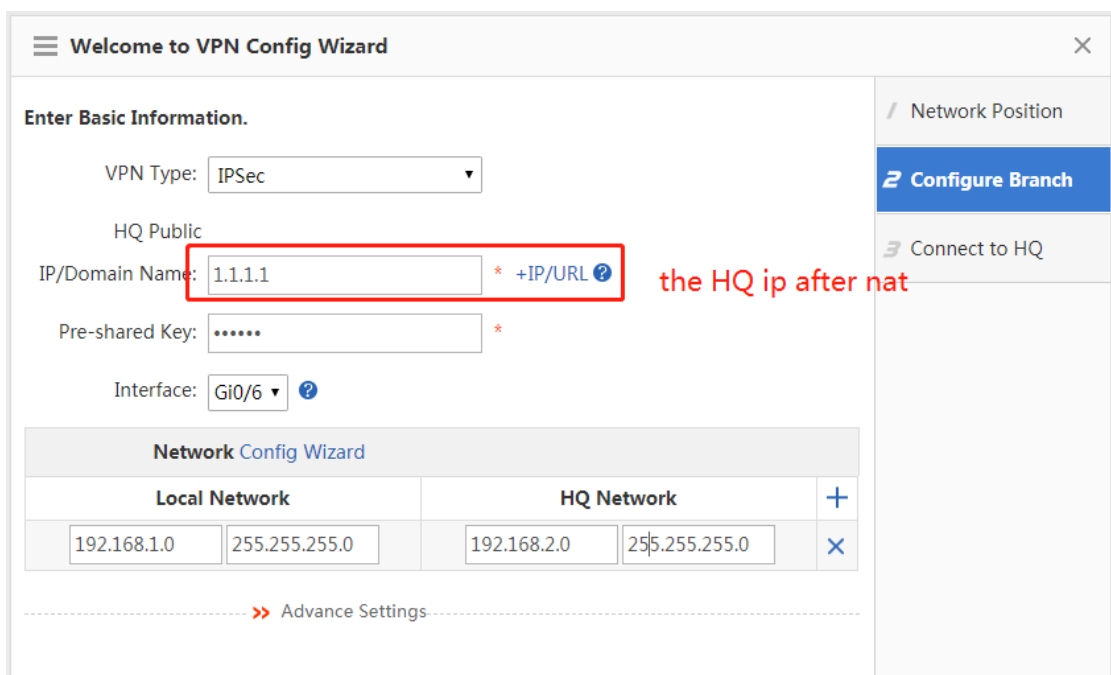 Welcome to VPN Config Wizard
Enter Basic Information.
VPN Type: IPSec
HQ Public
IP/Domain Name: 1.1.1.1 * +IP/URL ?
the HQ ip after nat
Pre-shared Key: •••••• *
Interface: Gi0/6 ?
Network Config Wizard
Local Network HQ Network
192.168.1.0 255.255.255.0 192.168.2.0 255.255.255.0
Advance Settings
1 Network Position
2 Configure Branch
3 Connect to HQ